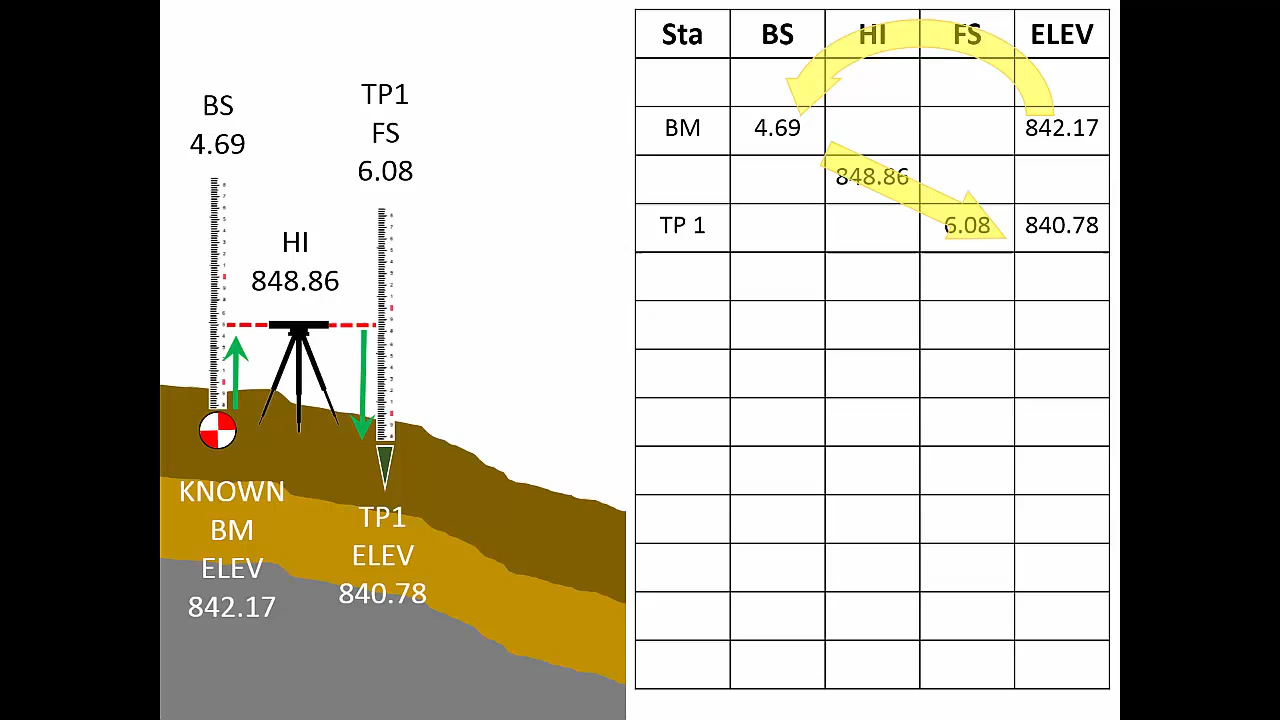 BS
4.69
TP1
FS
6.08
HI
848.86
KNOWN
BM
ELEV
842.17
TP1
ELEV
840.78
Sta BS HI FS ELEV
BM 4.69 842.17
848.86
TP 1 6.08 840.78